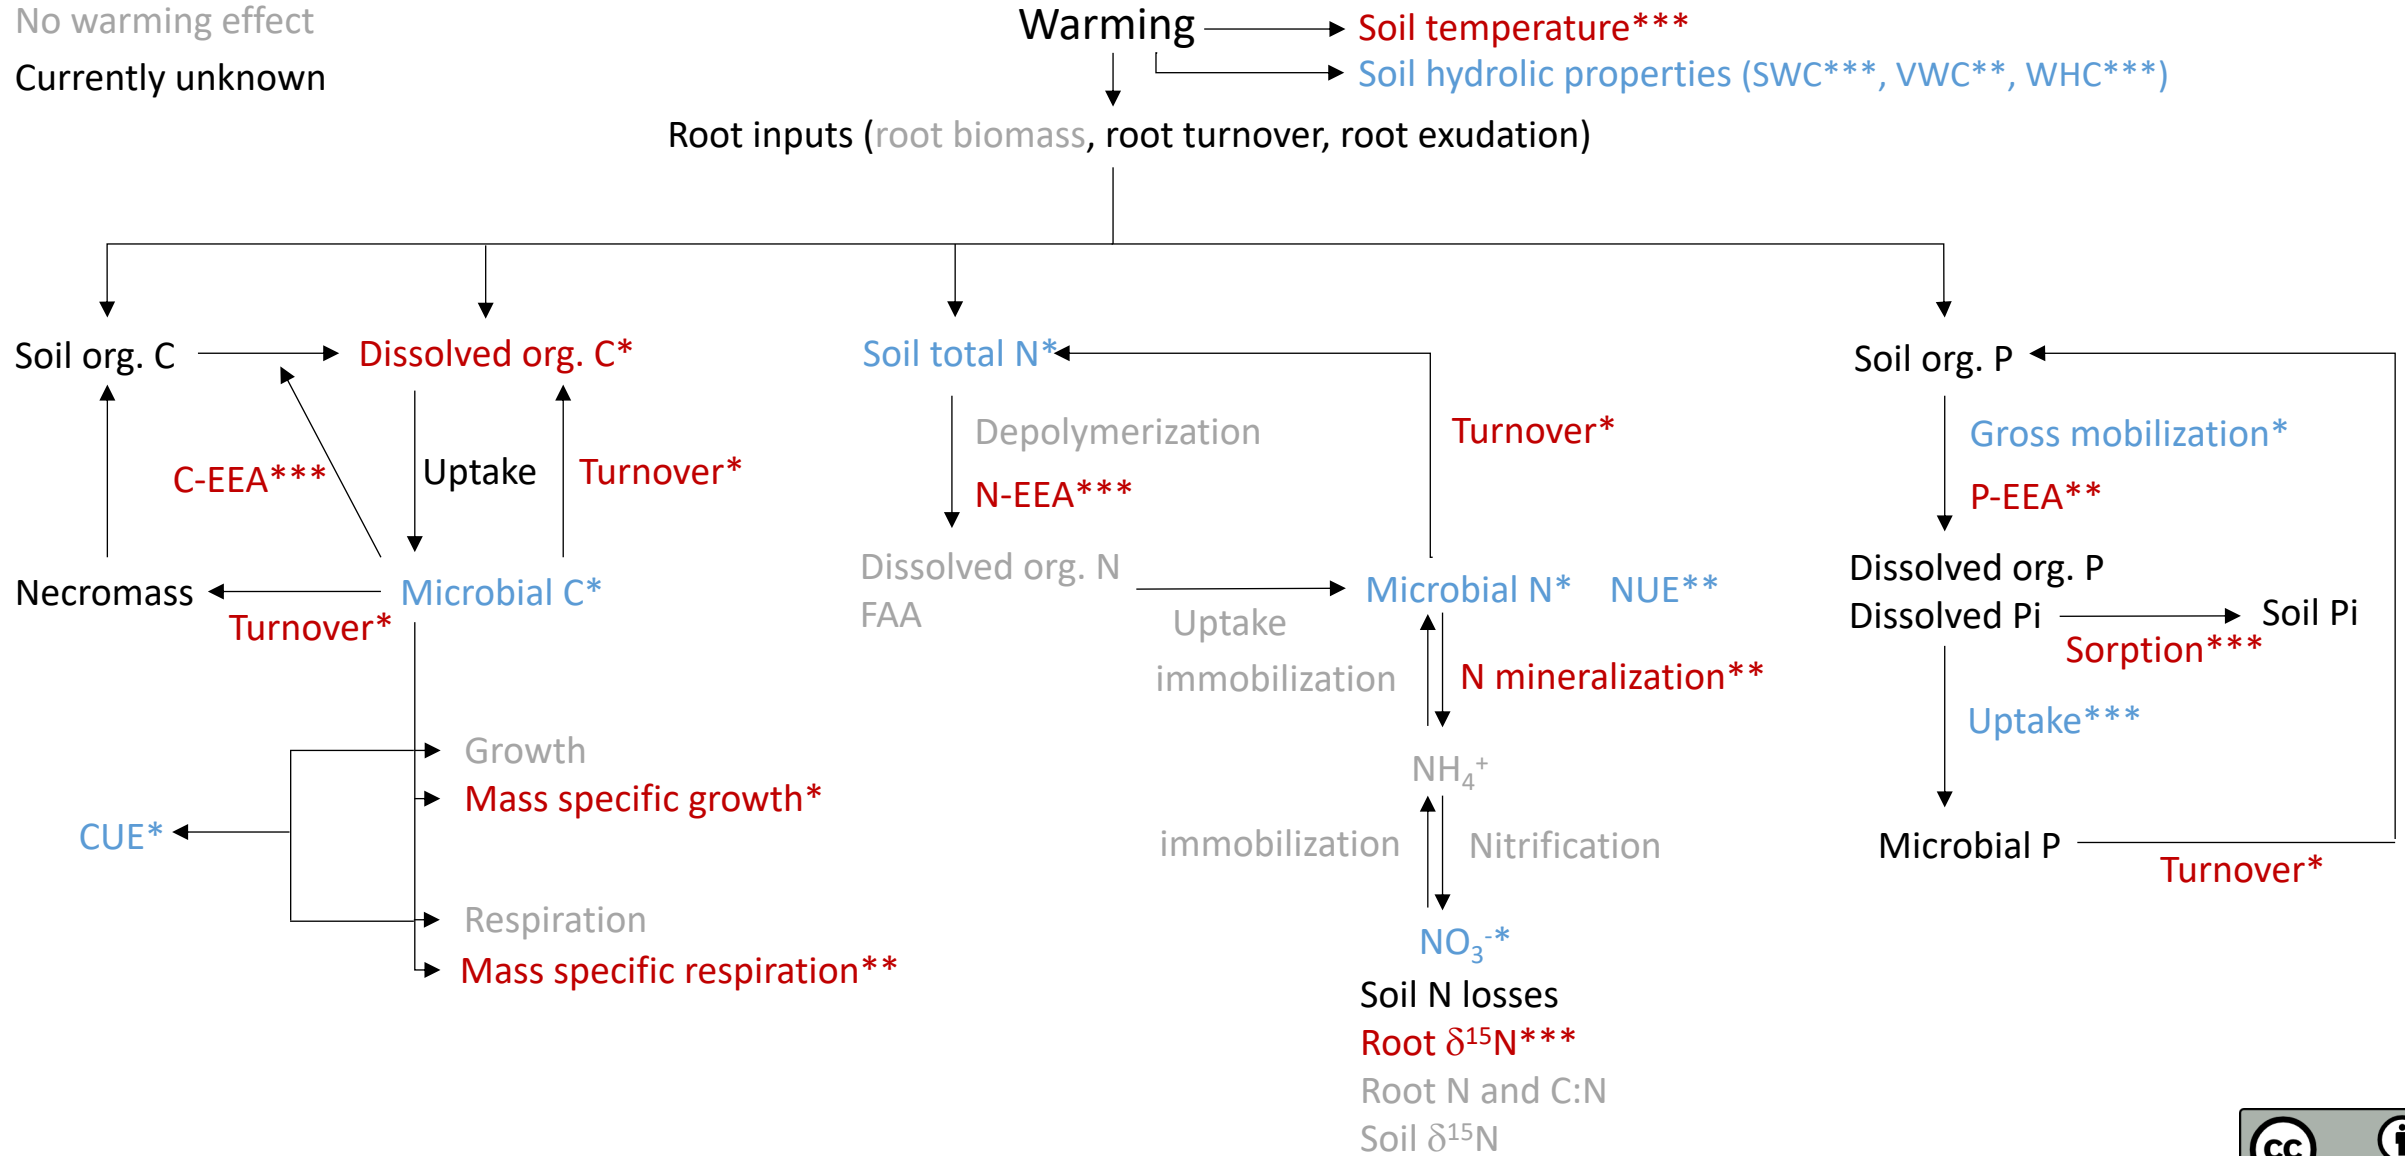 No warming effect
Currently unknown
Warming
Soil temperature***
Soil hydrolic properties (SWC***, VWC**, WHC***)
Root inputs (root biomass, root turnover, root exudation)
Soil org. C
Dissolved org. C*
Soil total N*
Soil org. P
C-EEA***
Uptake
Turnover*
Depolymerization
N-EEA***
Turnover*
Gross mobilization*
P-EEA**
Necromass
Turnover*
Microbial C*
Dissolved org. N
FAA
Uptake
immobilization
Microbial N*
NUE**
N mineralization**
Dissolved org. P
Dissolved Pi
Sorption***
Soil Pi
Uptake***
Growth
Mass specific growth*
CUE*
Respiration
Mass specific respiration**
NH₄⁺
immobilization
Nitrification
NO₃⁻*
Microbial P
Turnover*
Soil N losses
Root δ¹⁵N***
Root N and C:N
Soil δ¹⁵N
cc